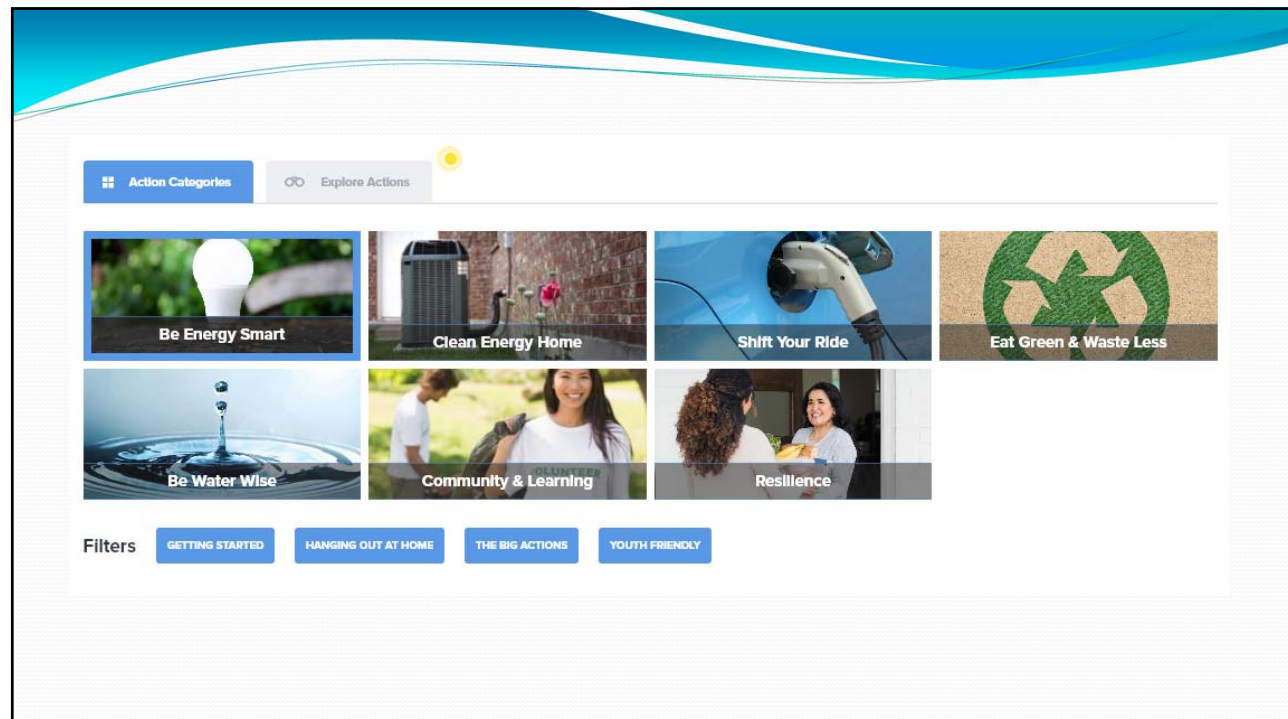 Action Categories
Explore Actions
Be Energy Smart
Clean Energy Home
Shift Your Ride
Eat Green & Waste Less
Be Water Wise
VOLUNTEER
Community & Learning
Resilience
Filters
GETTING STARTED
HANGING OUT AT HOME
THE BIG ACTIONS
YOUTH FRIENDLY